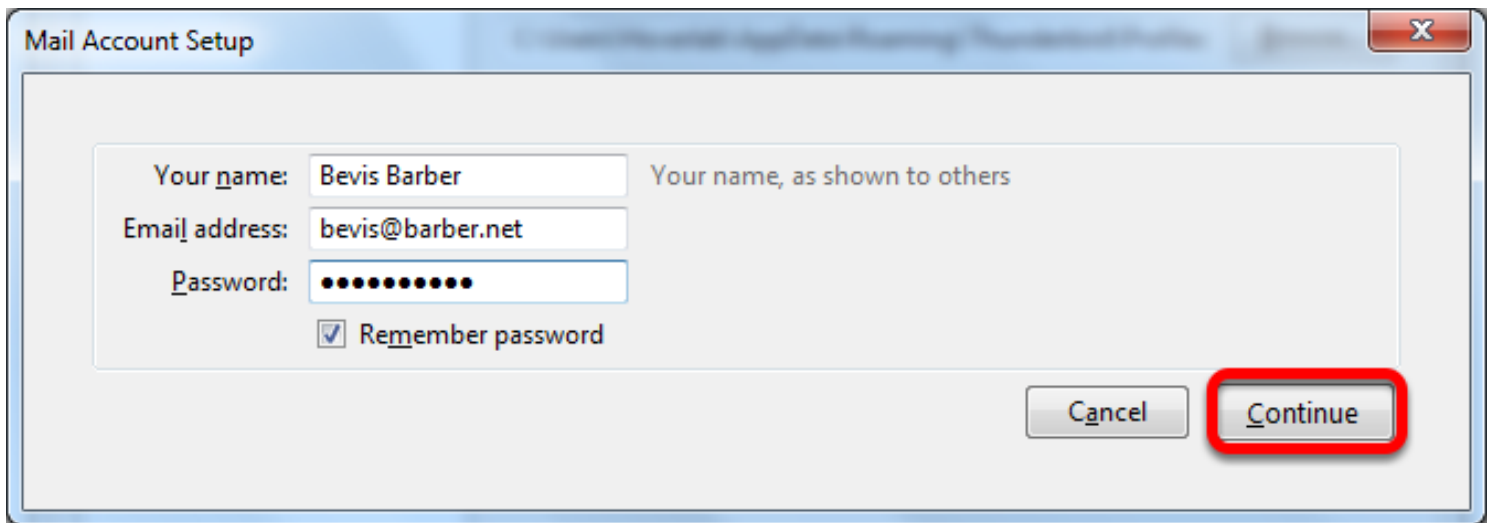 Mail Account Setup
Your name: Bevis Barber Your name, as shown to others
Email address: bevis@barber.net
Password: ••••••••••
Remember password
Cancel Continue